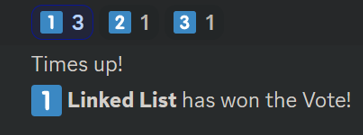 1 3 2 1 3 1
Times up!
1 Linked List has won the Vote!